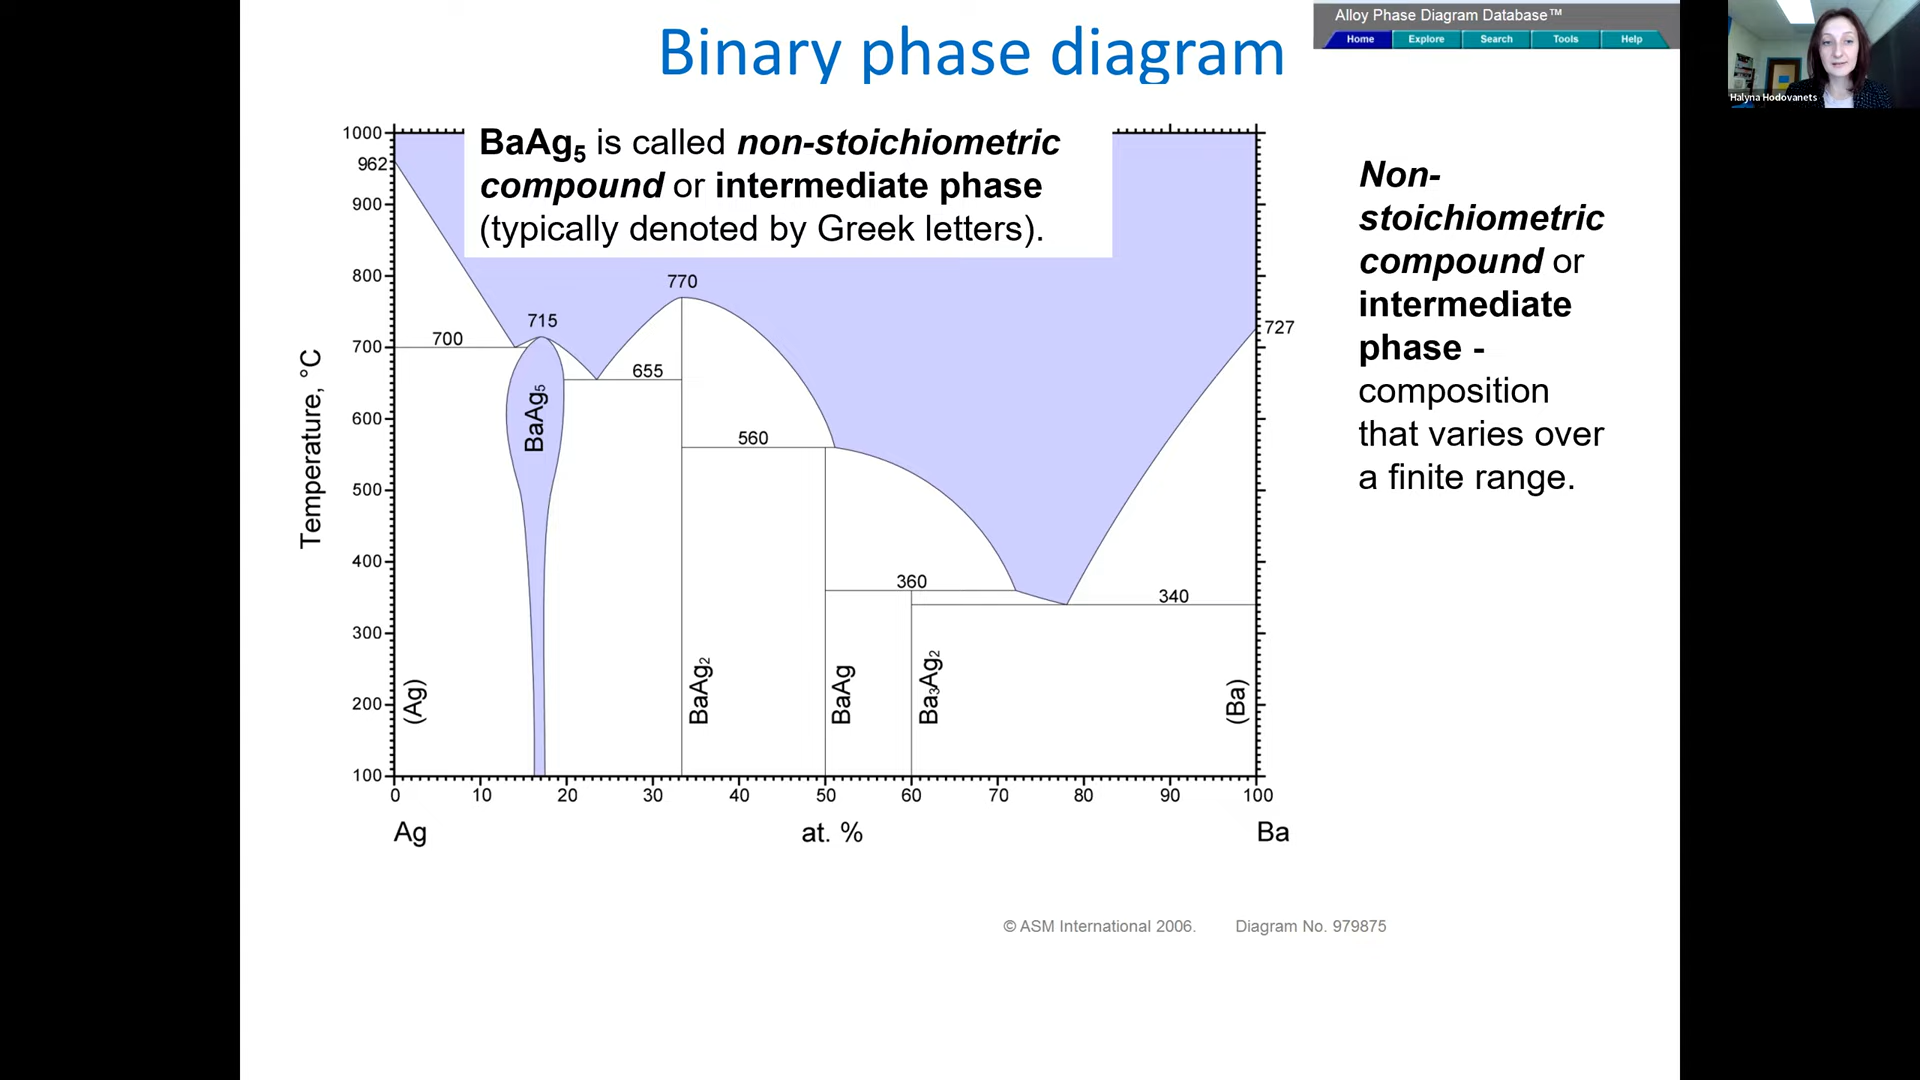 Binary phase diagram
Alloy Phase Diagram Database™
Home Explore Search Tools Help
Halyna Hodovanets
BaAg5 is called non-stoichiometric
compound or intermediate phase
(typically denoted by Greek letters).
Non-
stoichiometric
compound or
intermediate
phase -
composition
that varies over
a finite range.
1000
962
900
800
700
600
500
400
300
200
100
Temperature, °C
770
715
700
727
655
560
360
340
BaAg5
(Ag)
BaAg2
BaAg
Ba3Ag2
(Ba)
0 10 20 30 40 50 60 70 80 90 100
Ag at. % Ba
© ASM International 2006. Diagram No. 979875